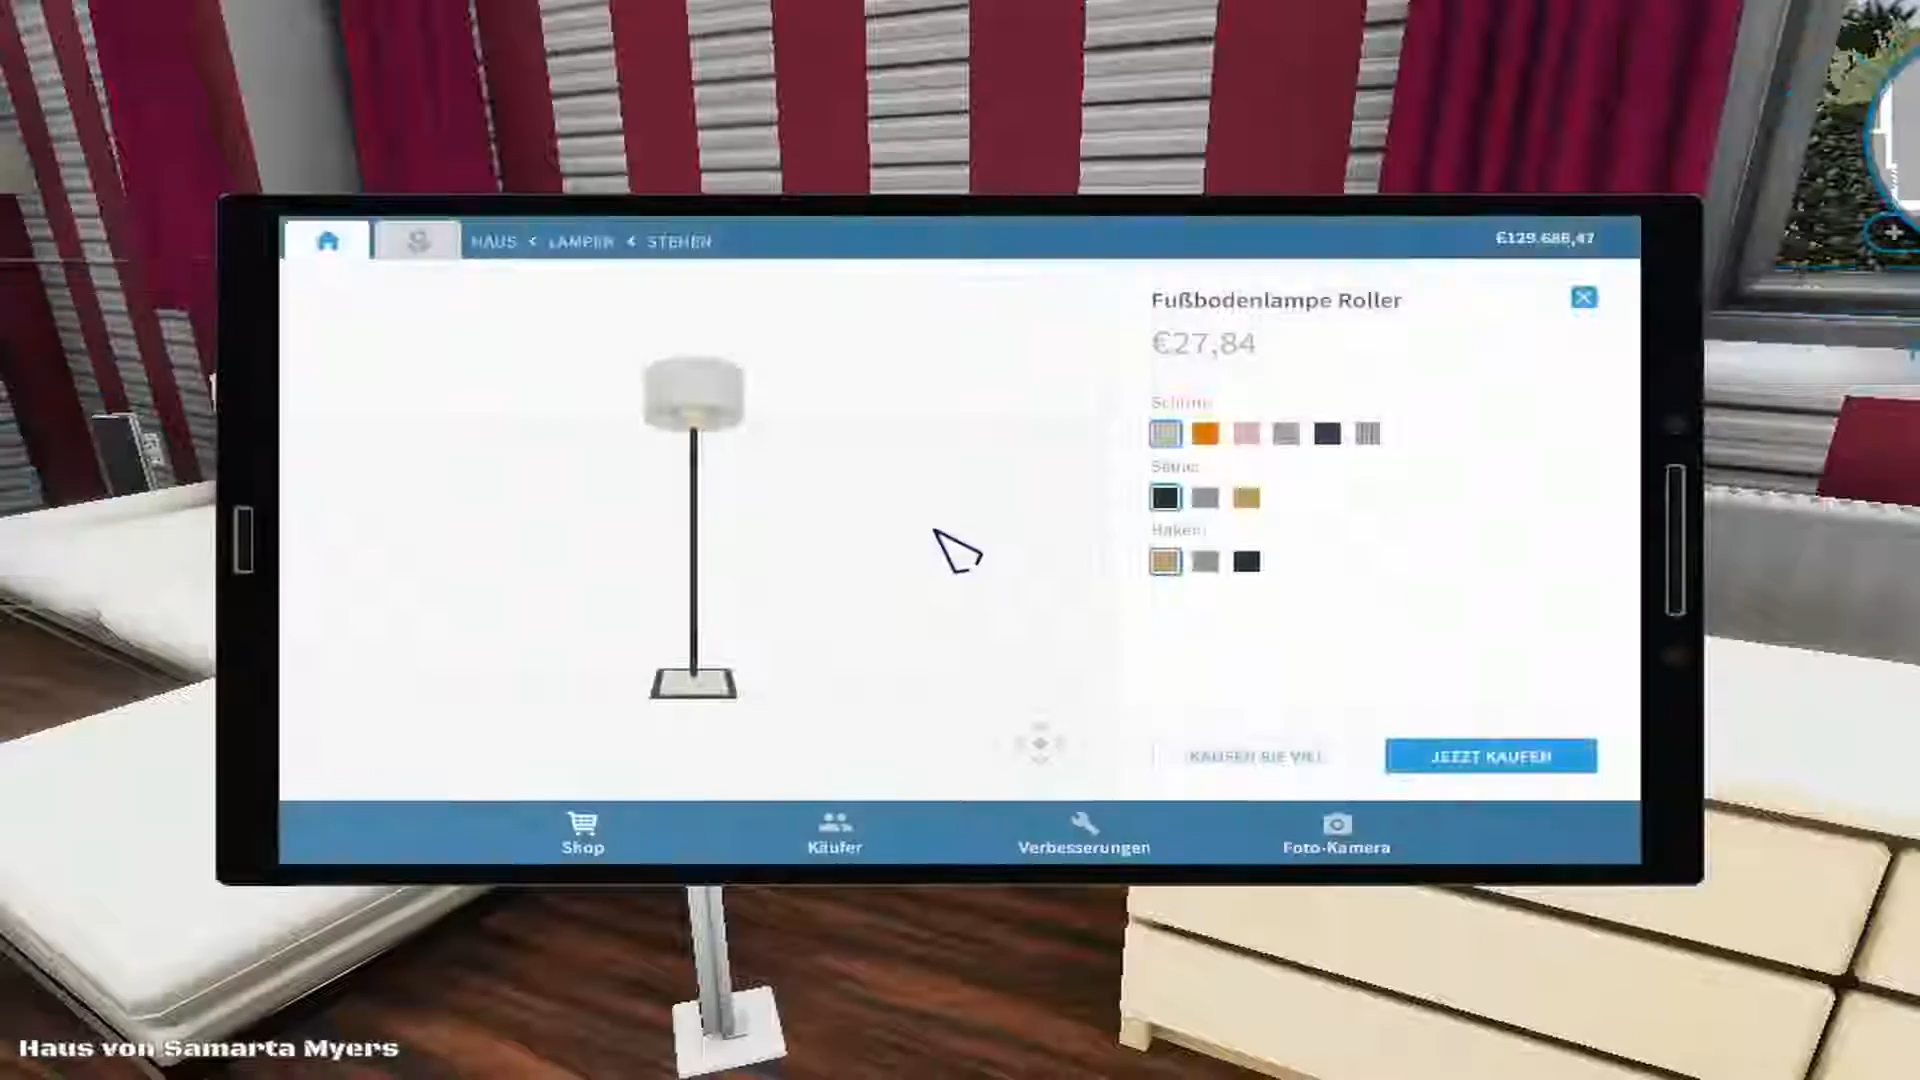 HAUS < LAMPEN < STEHEN
€129.686,47
Fußbodenlampe Roller
€27,84
Schirm:
Säule:
Haken:
KAUFEN SIE VIEL
JETZT KAUFEN
Shop
Käufer
Verbesserungen
Foto-Kamera
Haus von Samarta Myers